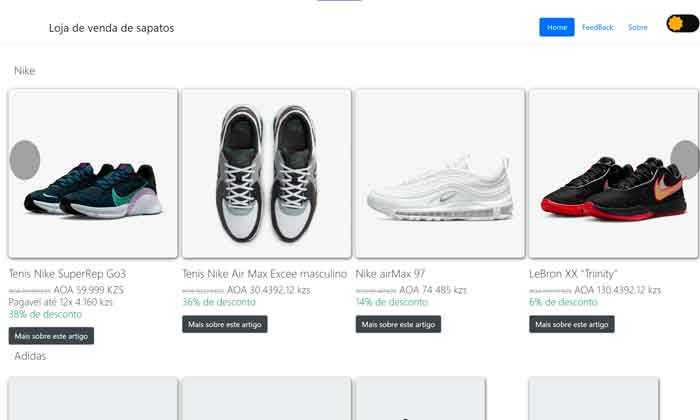 Loja de venda de sapatos
Home FeedBack Sobre
Nike
Tenis Nike SuperRep Go3
AOA 59.999 KZS
Pagavel até 12x 4.160 kzs
38% de desconto
Mais sobre este artigo
Tenis Nike Air Max Excee masculino
AOA 30.4392,12 kzs
36% de desconto
Mais sobre este artigo
Nike airMax 97
AOA 74.485 kzs
14% de desconto
Mais sobre este artigo
LeBron XX "Triinity"
AOA 130.4392.12 kzs
6% de desconto
Mais sobre este artigo
Adidas